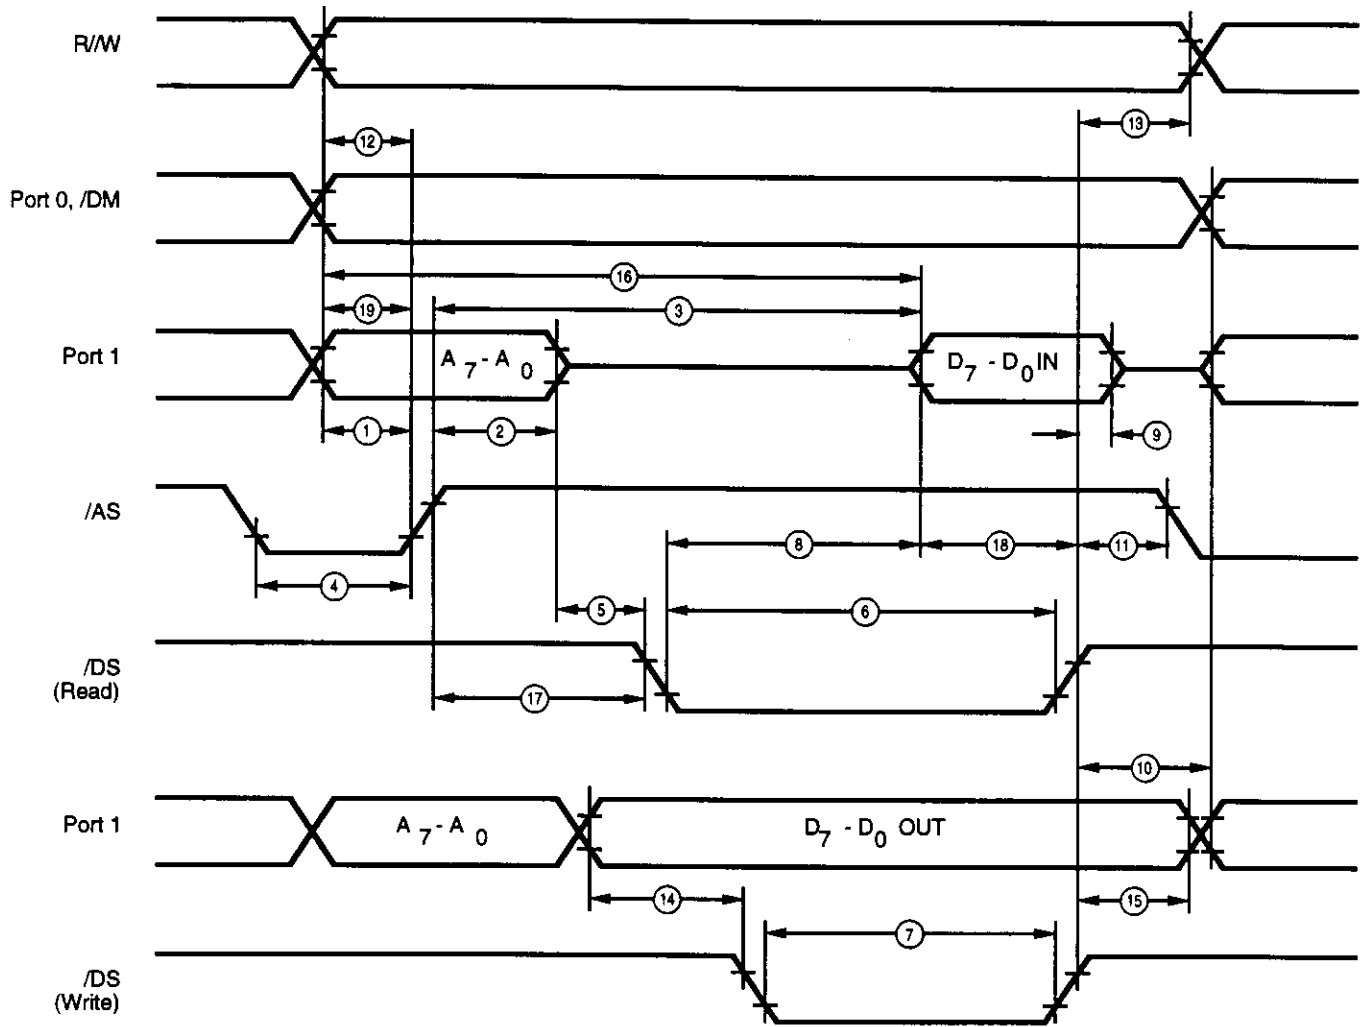 R//W
13
12
Port 0, /DM
16
19
3
Port 1
A7 - A0
D7 - D0 IN
1
2
9
/AS
8
18
11
4
5
6
/DS
(Read)
17
10
Port 1
A7 - A0
D7 - D0 OUT
14
15
7
/DS
(Write)